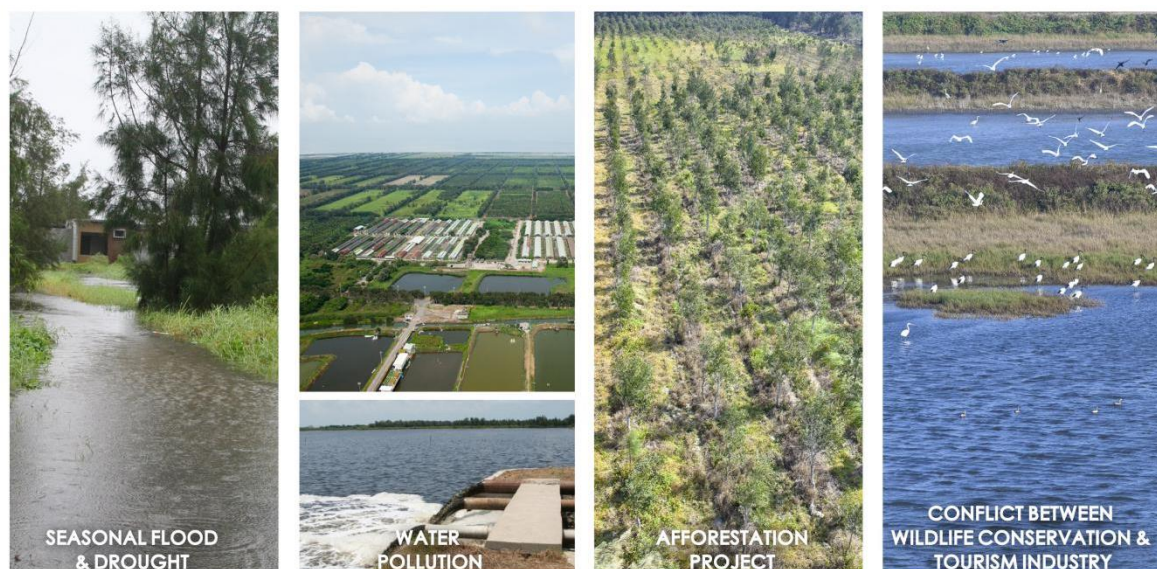 SEASONAL FLOOD
& DROUGHT
WATER
POLLUTION
AFFORESTATION
PROJECT
CONFLICT BETWEEN
WILDLIFE CONSERVATION &
TOURISM INDUSTRY